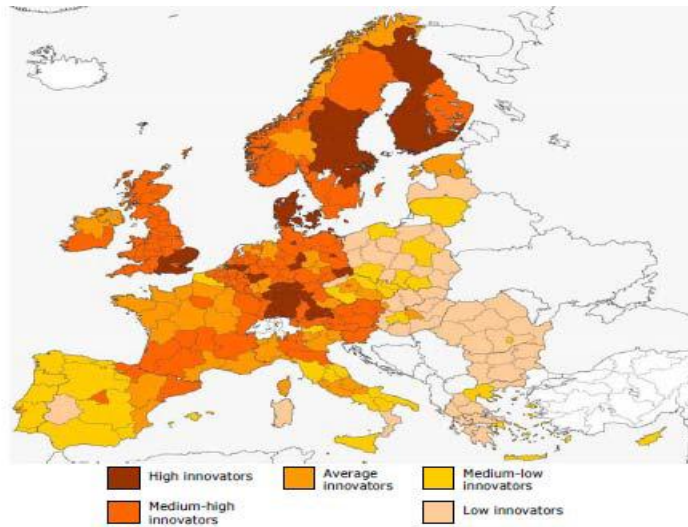 High innovators
Average
innovators
Medium-low
innovators
Medium-high
innovators
Low innovators